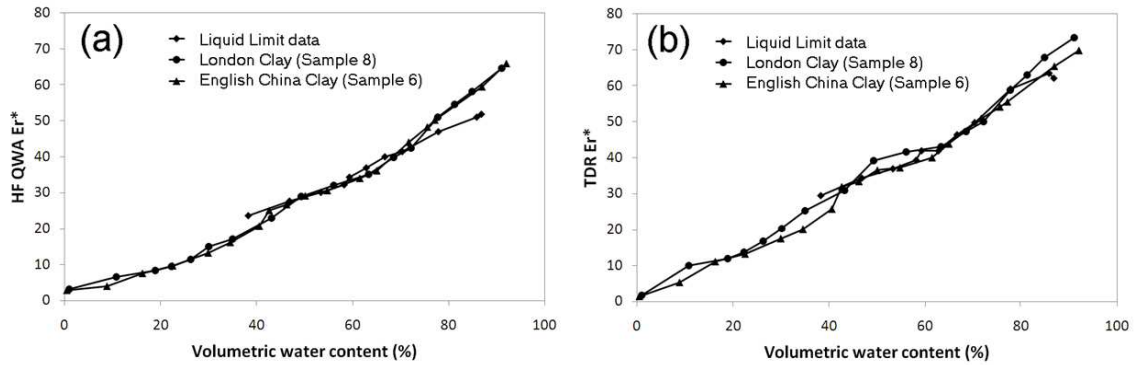 (a)
Liquid Limit data
London Clay (Sample 8)
English China Clay (Sample 6)
HF QWA Er*
80
70
60
50
40
30
20
10
0
0 20 40 60 80 100
Volumetric water content (%)
(b)
Liquid Limit data
London Clay (Sample 8)
English China Clay (Sample 6)
TDR Er*
80
70
60
50
40
30
20
10
0
0 20 40 60 80 100
Volumetric water content (%)